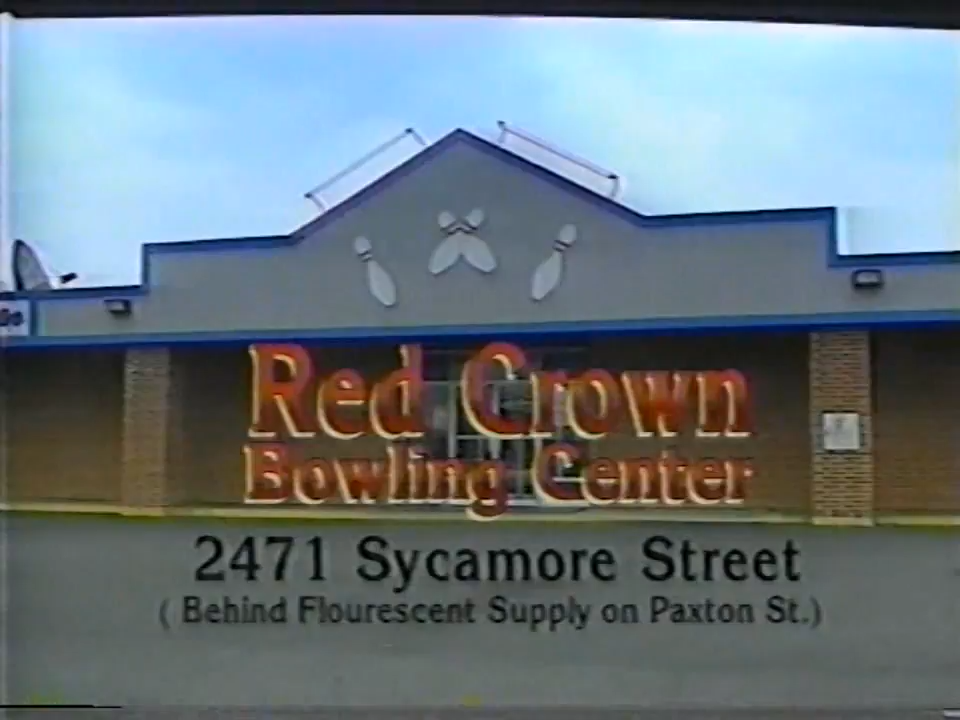 Red Crown
Bowling Center
2471 Sycamore Street
( Behind Flourescent Supply on Paxton St.)